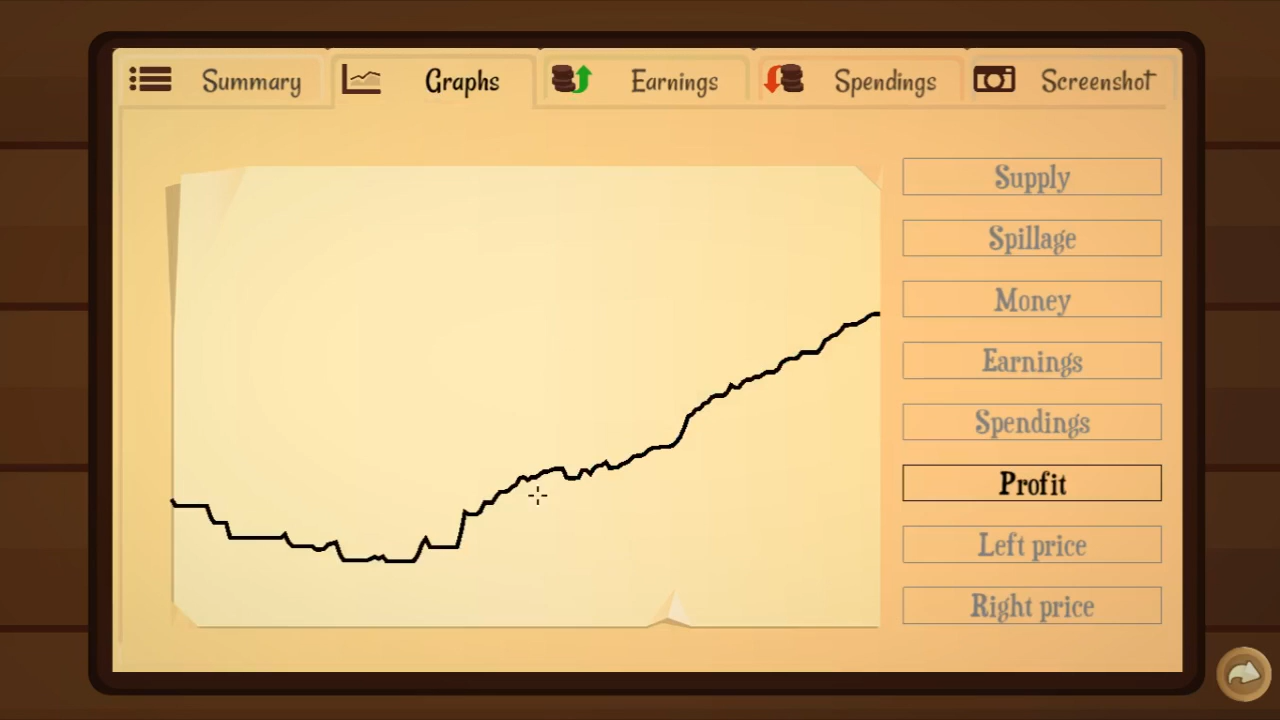 Summary
Graphs
Earnings
Spendings
Screenshot
Supply
Spillage
Money
Earnings
Spendings
Profit
Left price
Right price